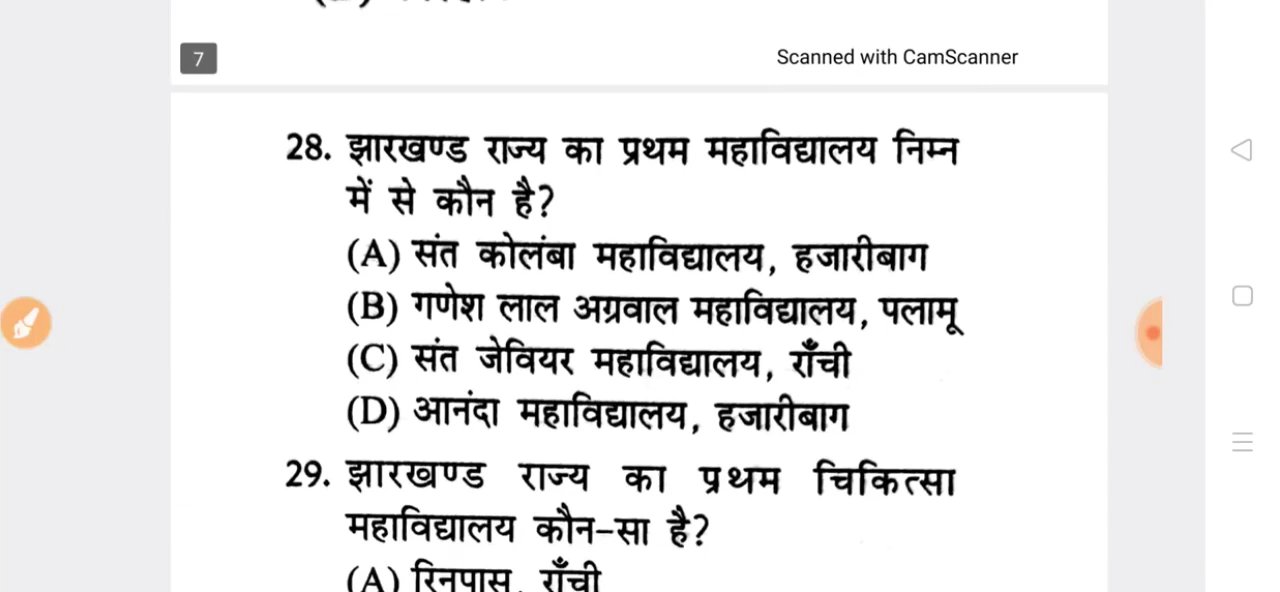 7
Scanned with CamScanner
28. झारखण्ड राज्य का प्रथम महाविद्यालय निम्न
में से कौन है?
(A) संत कोलंबा महाविद्यालय, हजारीबाग
(B) गणेश लाल अग्रवाल महाविद्यालय, पलामू
(C) संत जेवियर महाविद्यालय, राँची
(D) आनंदा महाविद्यालय, हजारीबाग
29. झारखण्ड राज्य का प्रथम चिकित्सा
महाविद्यालय कौन-सा है?
(A) रिनपास, राँची